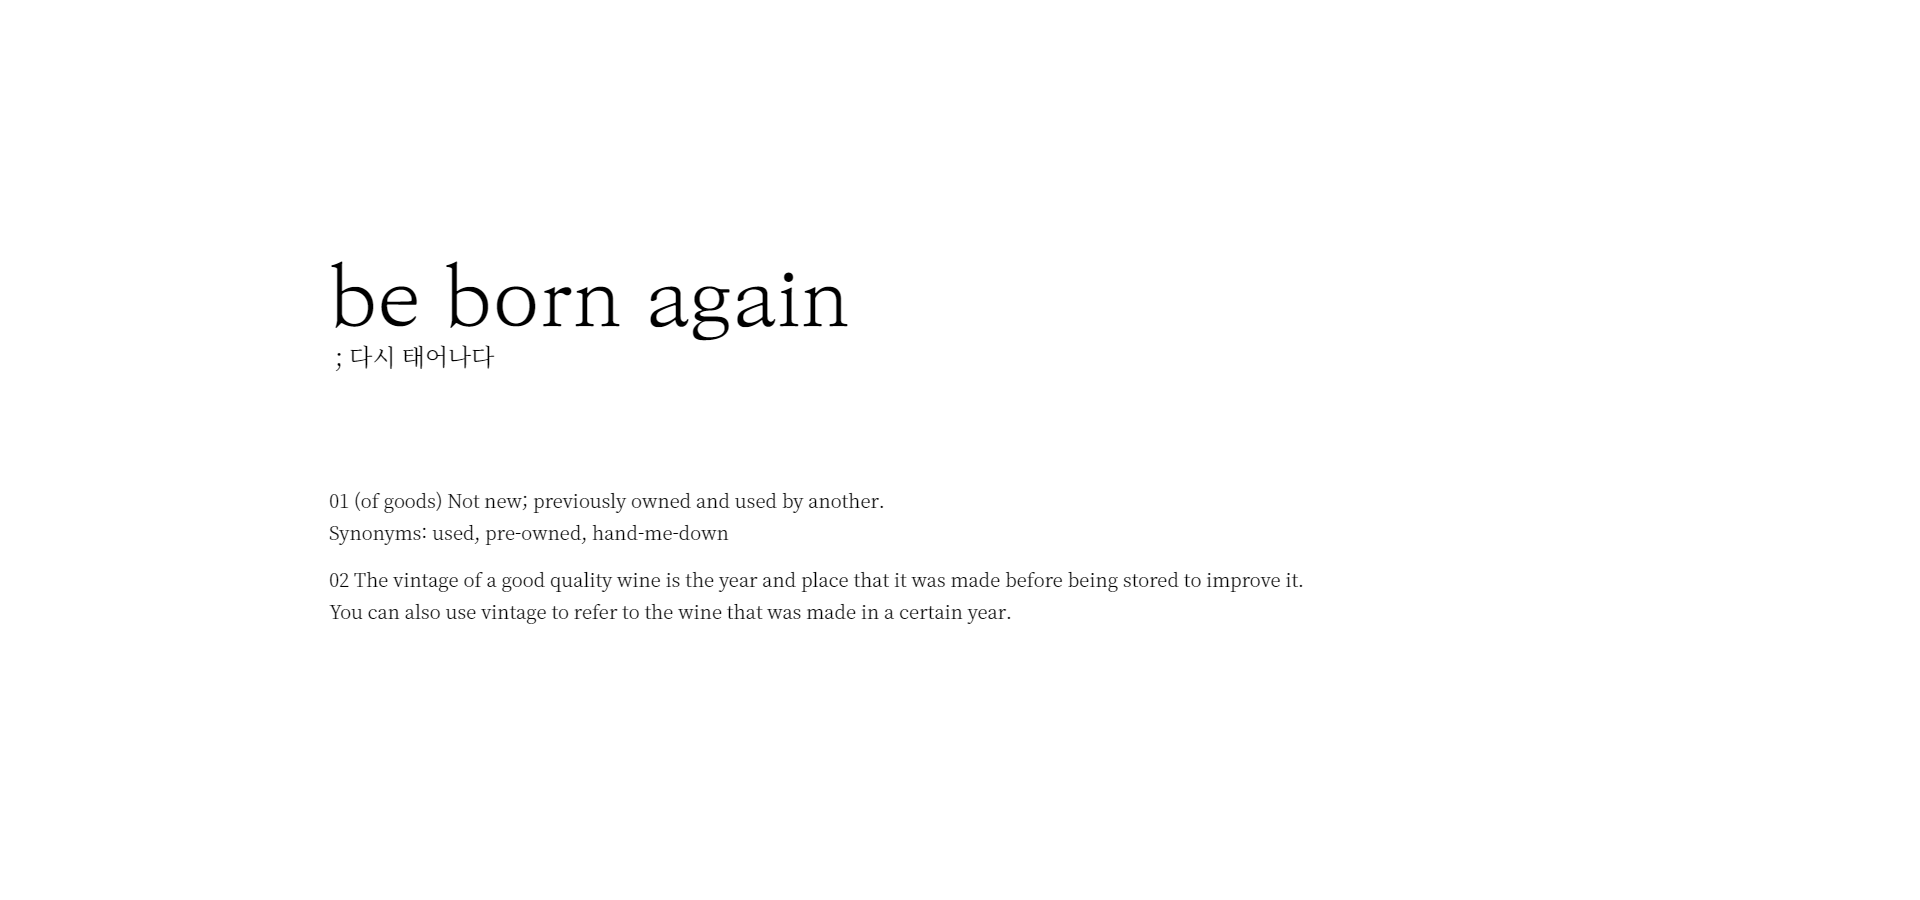 be born again
; 다시 태어나다
01 (of goods) Not new; previously owned and used by another.
Synonyms: used, pre-owned, hand-me-down
02 The vintage of a good quality wine is the year and place that it was made before being stored to improve it.
You can also use vintage to refer to the wine that was made in a certain year.